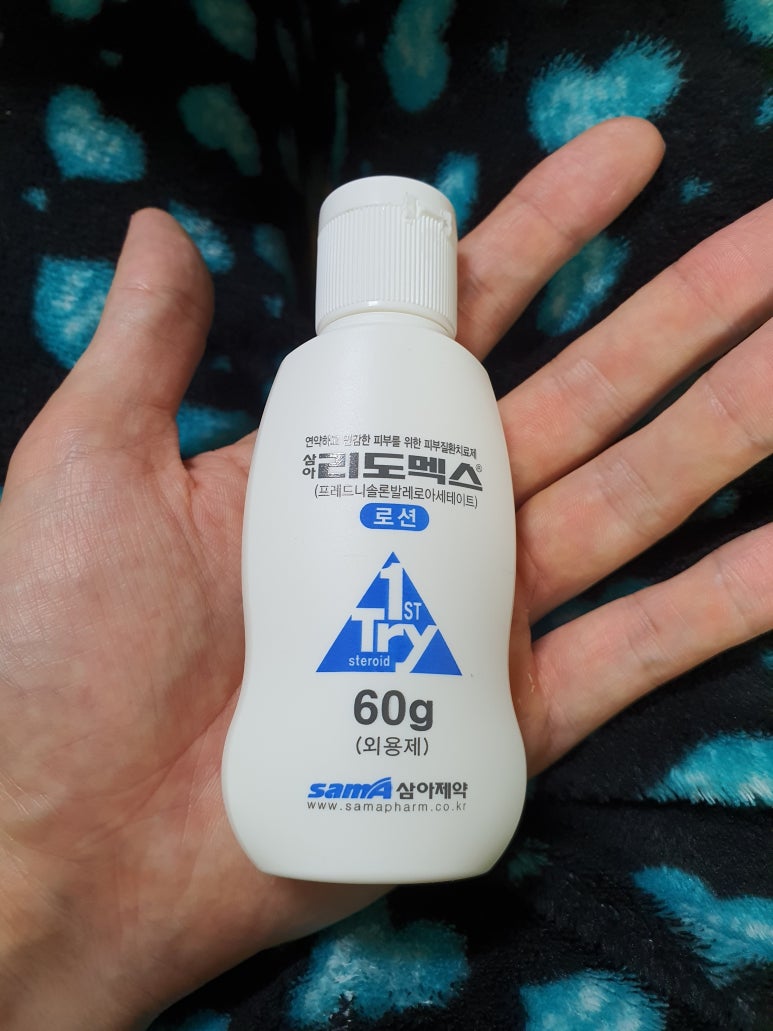 연약하고 민감한 피부를 위한 피부질환치료제
삼아 리도멕스®
(프레드니솔론발레로아세테이트)
로션
1ST
Try
steroid
60g
(외용제)
samA 삼아제약
www.samapharm.co.kr